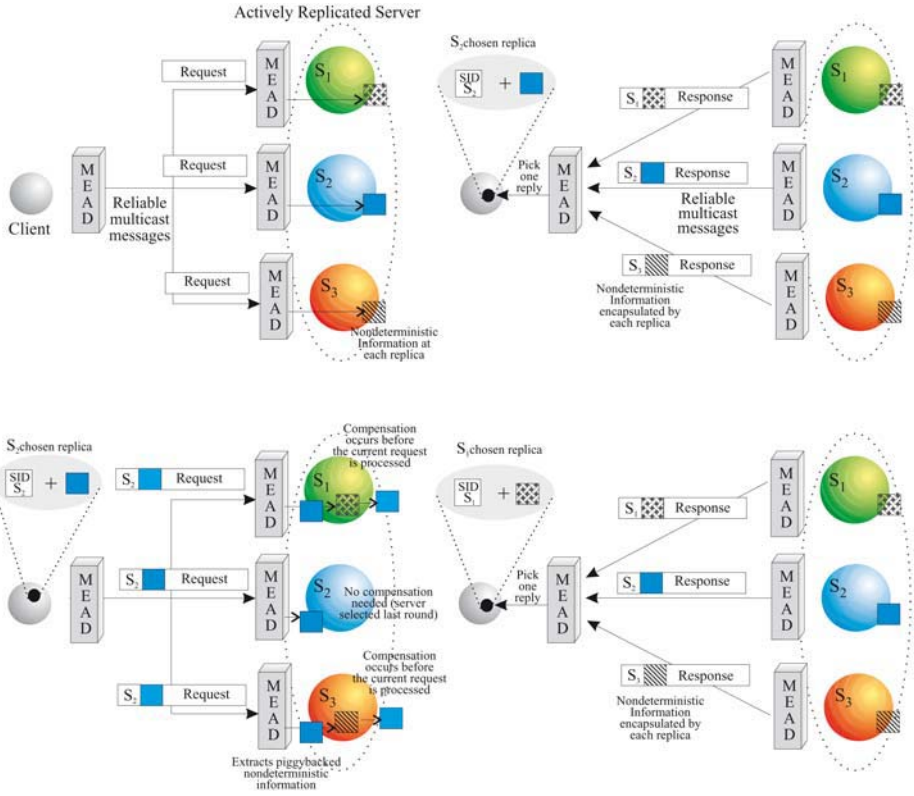 Actively Replicated Server
Request
MEAD
S1
Request
MEAD
S2
Client
MEAD
Reliable
multicast
messages
Request
MEAD
S3
Nondeterministic
Information at
each replica
S2chosen replica
SID
S2
+
Pick
one
reply
MEAD
S1
Response
MEAD
S1
S2
Response
Reliable
multicast
messages
MEAD
S2
S3
Response
Nondeterministic
Information
encapsulated by
each replica
MEAD
S3
S2chosen replica
SID
S2
+
MEAD
S2
Request
MEAD
Compensation
occurs before
the current request
is processed
S1
S2
Request
MEAD
S2
No compensation
needed (server
selected last round)
S2
Request
MEAD
Compensation
occurs before
the current request
is processed
S3
Extracts piggybacked
nondeterministic
information
S1chosen replica
SID
S1
+
Pick
one
reply
MEAD
S1
Response
MEAD
S1
S2
Response
MEAD
S2
S3
Response
Nondeterministic
Information
encapsulated by
each replica
MEAD
S3